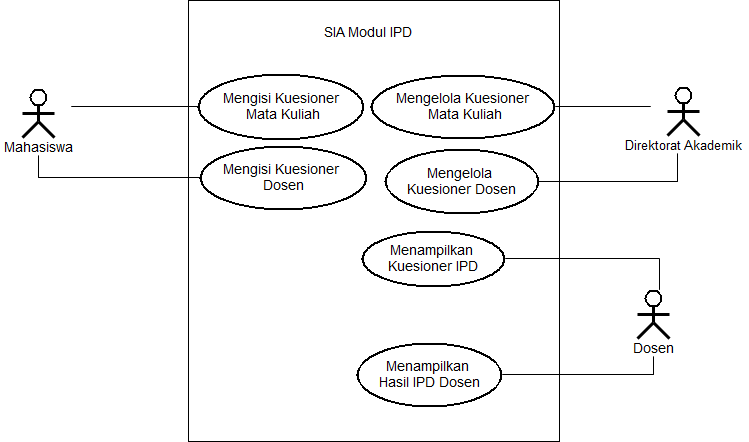 SIA Modul IPD
Mengisi Kuesioner
Mata Kuliah
Mengelola Kuesioner
Mata Kuliah
Mahasiswa
Direktorat Akademik
Mengisi Kuesioner
Dosen
Mengelola
Kuesioner Dosen
Menampilkan
Kuesioner IPD
Dosen
Menampilkan
Hasil IPD Dosen